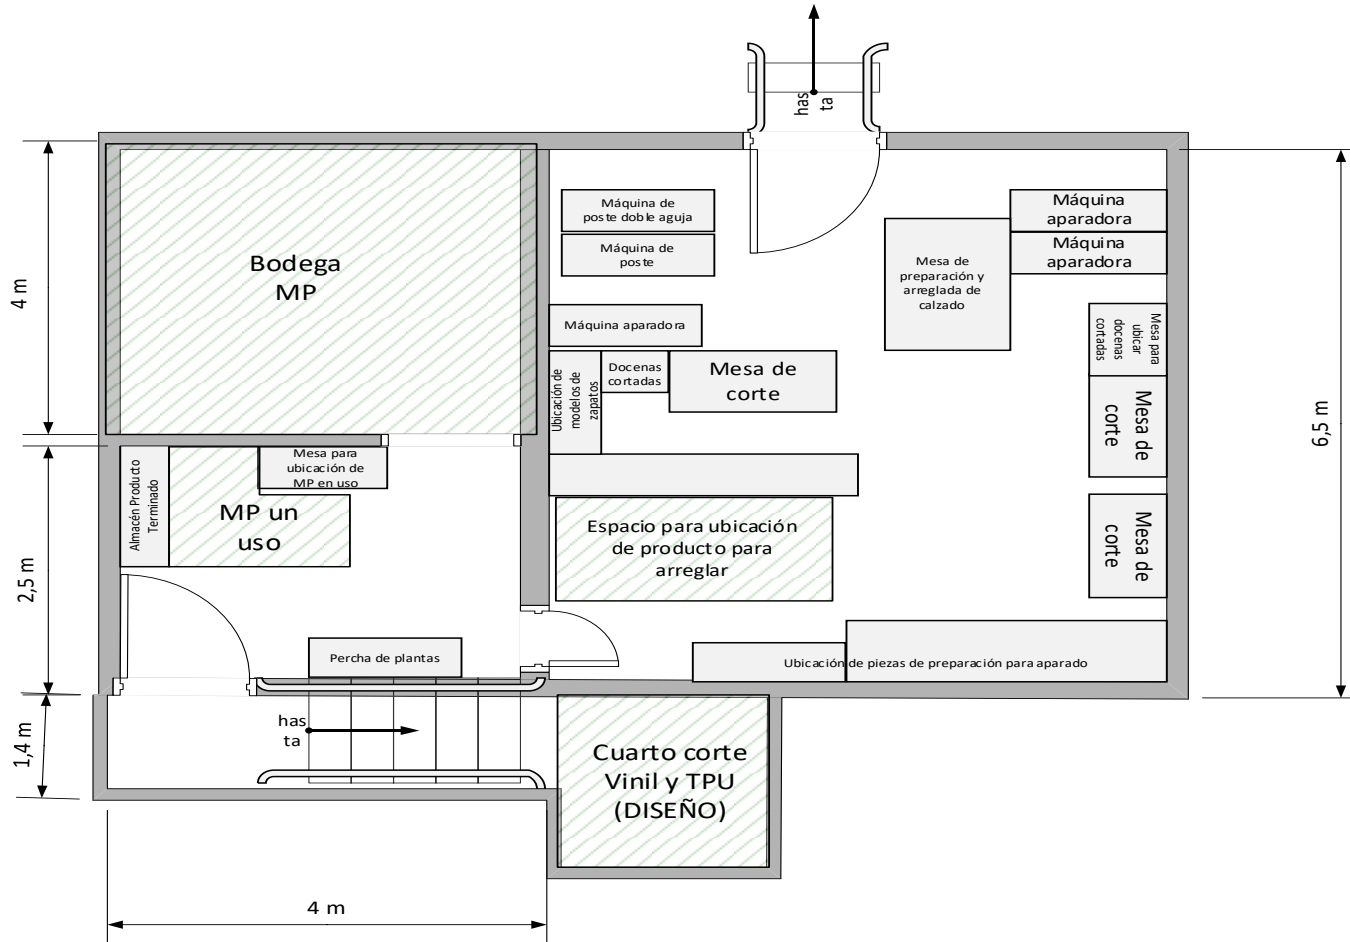 has
ta
Máquina de
poste doble aguja
Máquina de
poste
Máquina
aparadora
Máquina
aparadora
Mesa de
preparación y
arreglada de
calzado
Bodega
MP
4 m
Máquina aparadora
Mesa para
ubicar
docenas
cortadas
Ubicación de
modelos de
zapatos
Docenas
cortadas
Mesa de
corte
Mesa de
corte
6,5 m
Almacén Producto
Terminado
Mesa para
ubicación de
MP en uso
MP un
uso
Espacio para ubicación
de producto para
arreglar
Mesa de
corte
2,5 m
Percha de plantas
Ubicación de piezas de preparación para aparado
1,4 m
has
ta
Cuarto corte
Vinil y TPU
(DISEÑO)
4 m